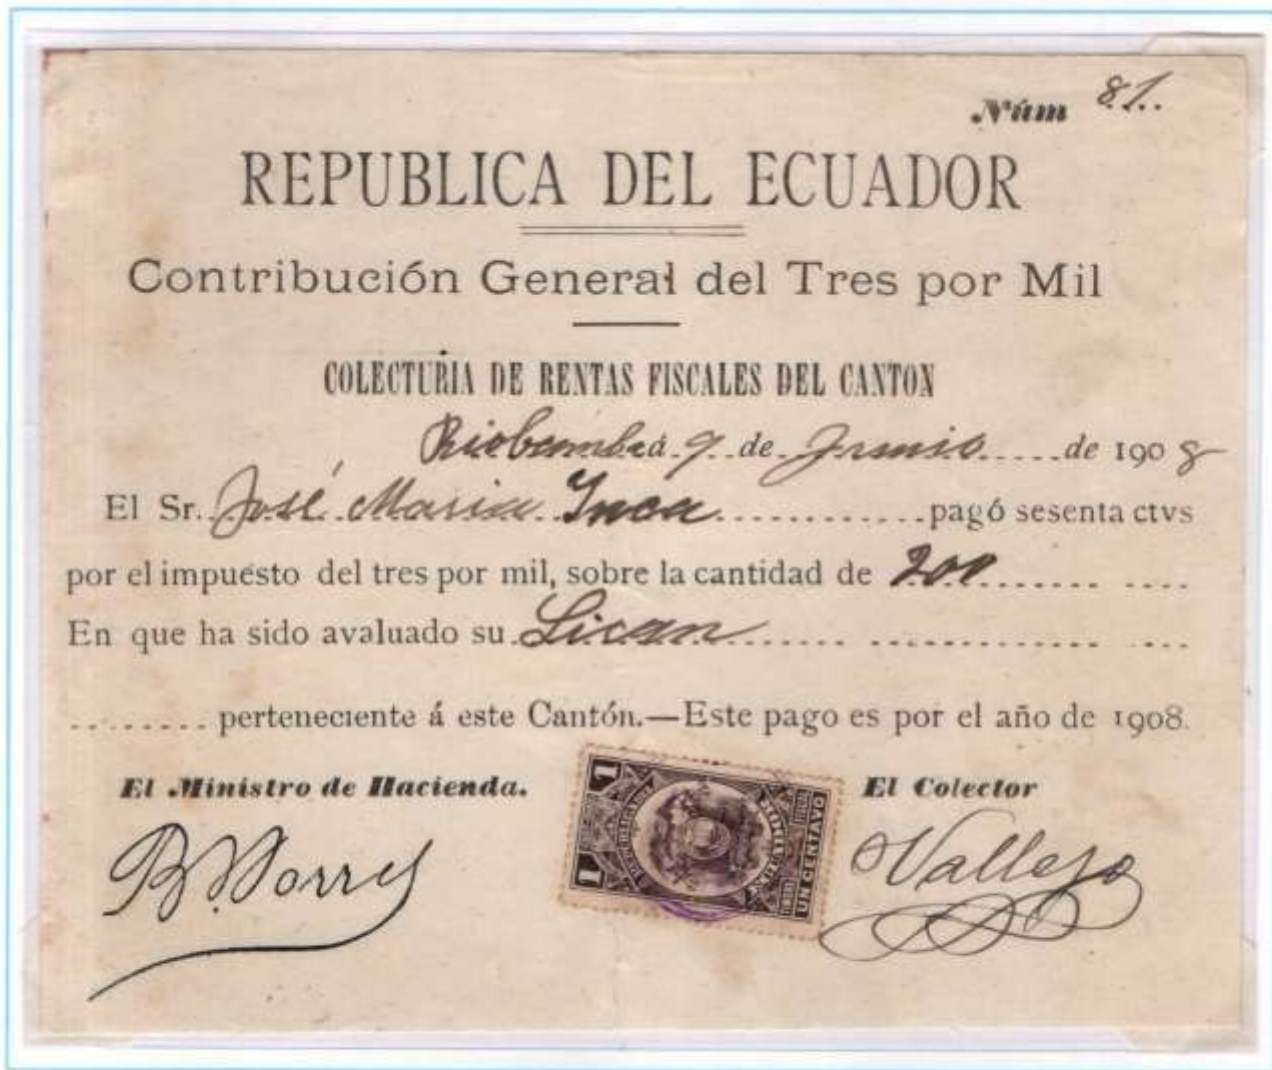 Núm 81..
REPUBLICA DEL ECUADOR
Contribución General del Tres por Mil
COLECTURIA DE RENTAS FISCALES DEL CANTON
Riobamba á 9 de Junio de 1908
El Sr. José Maria Inca pagó sesenta ctvs
por el impuesto del tres por mil, sobre la cantidad de 200
En que ha sido avaluado su Lican
perteneciente á este Cantón.—Este pago es por el año de 1908.
El Ministro de Hacienda.
El Colector
Vallejo
1 1
UN CENTAVO